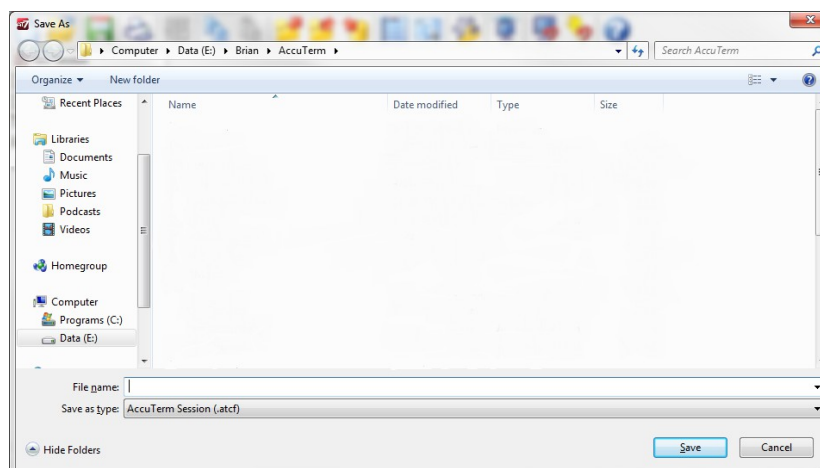 Save As
Computer ▸ Data (E:) ▸ Brian ▸ AccuTerm ▸
Search AccuTerm
Organize ▾ New folder
Name Date modified Type Size
Recent Places
Libraries
Documents
Music
Pictures
Podcasts
Videos
Homegroup
Computer
Programs (C:)
Data (E:)
File name:
Save as type: AccuTerm Session (.atcf)
Hide Folders Save Cancel